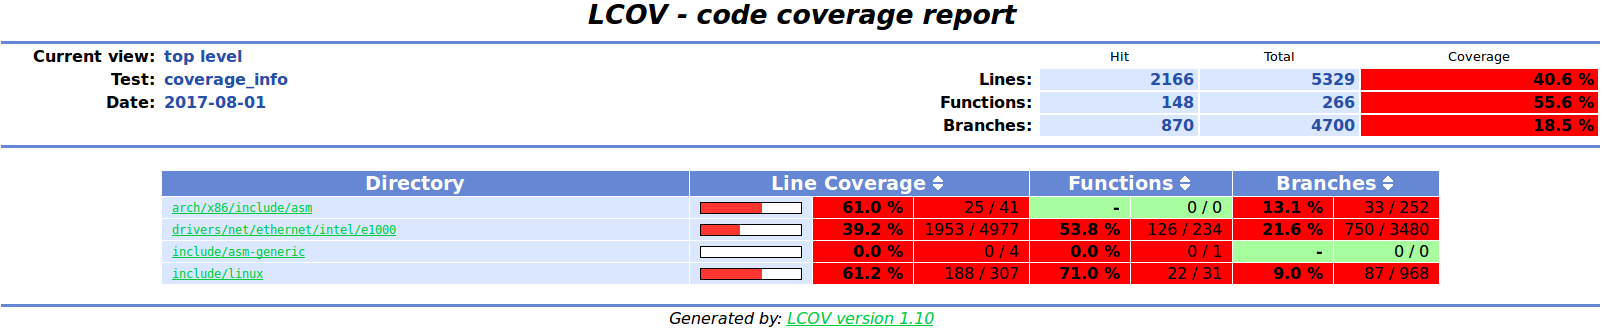 LCOV - code coverage report
Current view: top level
Hit Total Coverage
Test: coverage_info
Lines: 2166 5329 40.6 %
Date: 2017-08-01
Functions: 148 266 55.6 %
Branches: 870 4700 18.5 %
Directory Line Coverage Functions Branches
arch/x86/include/asm 61.0 % 25 / 41 - 0 / 0 13.1 % 33 / 252
drivers/net/ethernet/intel/e1000 39.2 % 1953 / 4977 53.8 % 126 / 234 21.6 % 750 / 3480
include/asm-generic 0.0 % 0 / 4 0.0 % 0 / 1 - 0 / 0
include/linux 61.2 % 188 / 307 71.0 % 22 / 31 9.0 % 87 / 968
Generated by: LCOV version 1.10